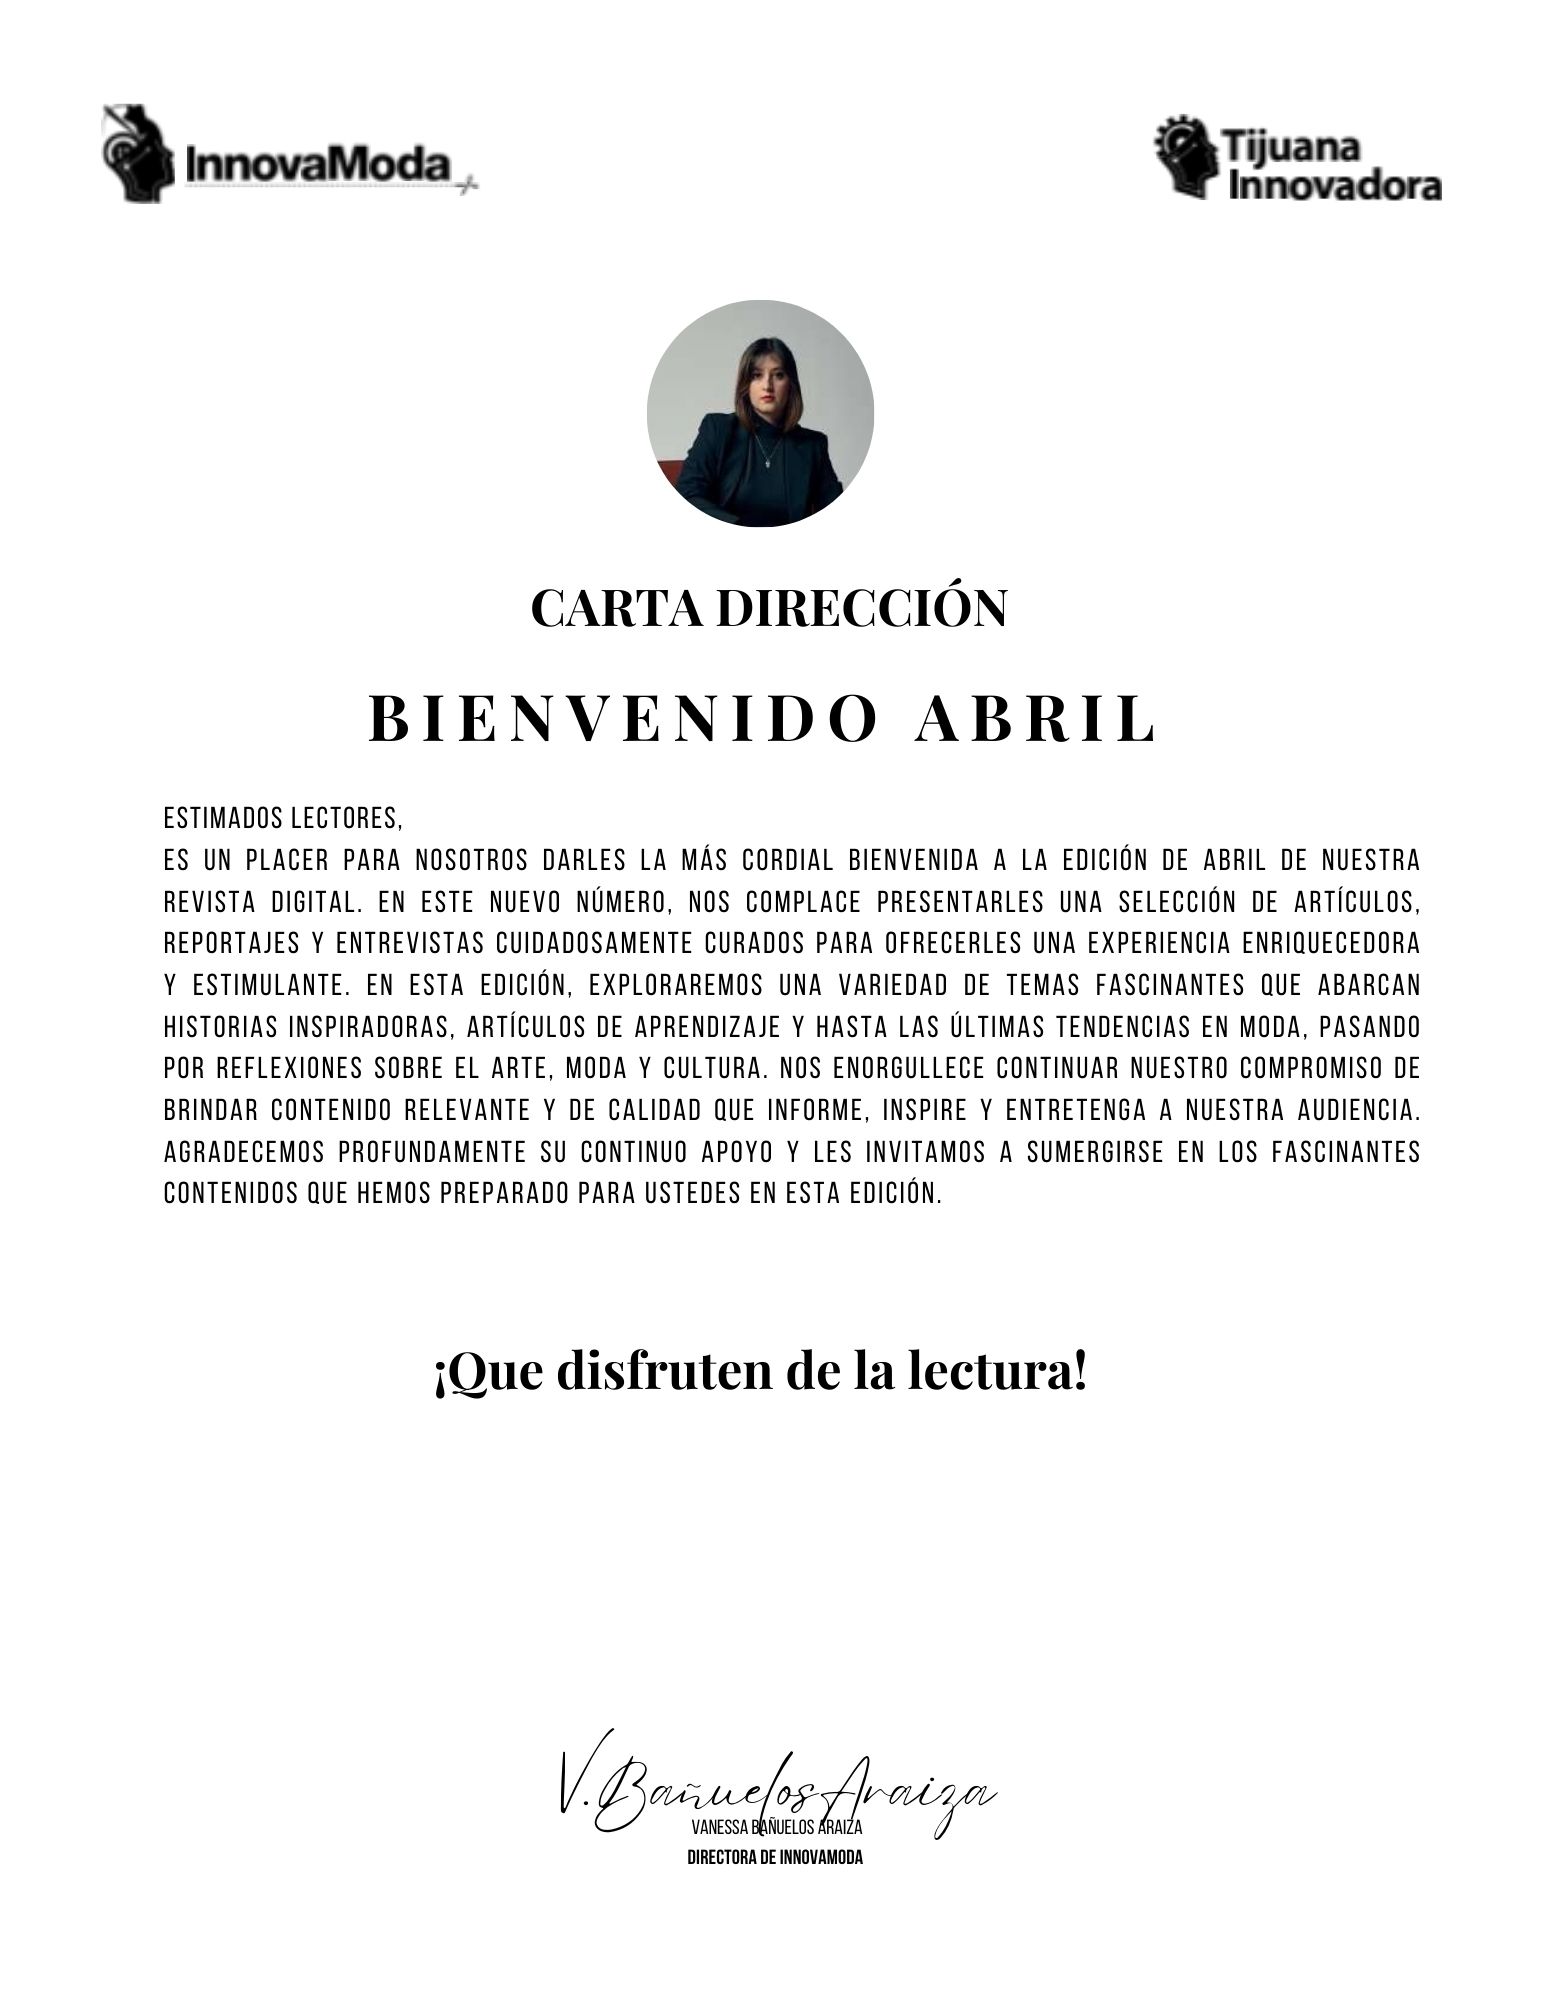 InnovaModa
Tijuana
Innovadora
CARTA DIRECCIÓN
BIENVENIDO ABRIL
ESTIMADOS LECTORES,
ES UN PLACER PARA NOSOTROS DARLES LA MÁS CORDIAL BIENVENIDA A LA EDICIÓN DE ABRIL DE NUESTRA
REVISTA DIGITAL. EN ESTE NUEVO NÚMERO, NOS COMPLACE PRESENTARLES UNA SELECCIÓN DE ARTÍCULOS,
REPORTAJES Y ENTREVISTAS CUIDADOSAMENTE CURADOS PARA OFRECERLES UNA EXPERIENCIA ENRIQUECEDORA
Y ESTIMULANTE. EN ESTA EDICIÓN, EXPLORAREMOS UNA VARIEDAD DE TEMAS FASCINANTES QUE ABARCAN
HISTORIAS INSPIRADORAS, ARTÍCULOS DE APRENDIZAJE Y HASTA LAS ÚLTIMAS TENDENCIAS EN MODA, PASANDO
POR REFLEXIONES SOBRE EL ARTE, MODA Y CULTURA. NOS ENORGULLECE CONTINUAR NUESTRO COMPROMISO DE
BRINDAR CONTENIDO RELEVANTE Y DE CALIDAD QUE INFORME, INSPIRE Y ENTRETENGA A NUESTRA AUDIENCIA.
AGRADECEMOS PROFUNDAMENTE SU CONTINUO APOYO Y LES INVITAMOS A SUMERGIRSE EN LOS FASCINANTES
CONTENIDOS QUE HEMOS PREPARADO PARA USTEDES EN ESTA EDICIÓN.
¡Que disfruten de la lectura!
V. Bañuelos Araiza
VANESSA BAÑUELOS ARAIZA
DIRECTORA DE INNOVAMODA